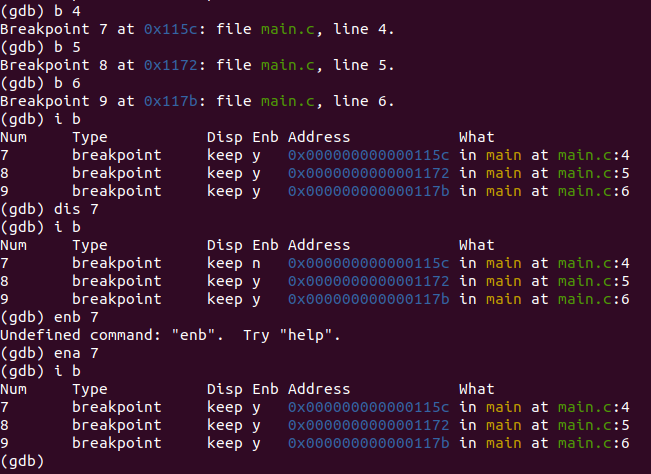 (gdb) b 4
Breakpoint 7 at 0x115c: file main.c, line 4.
(gdb) b 5
Breakpoint 8 at 0x1172: file main.c, line 5.
(gdb) b 6
Breakpoint 9 at 0x117b: file main.c, line 6.
(gdb) i b
Num     Type           Disp Enb Address            What
7       breakpoint     keep y   0x000000000000115c in main at main.c:4
8       breakpoint     keep y   0x0000000000001172 in main at main.c:5
9       breakpoint     keep y   0x000000000000117b in main at main.c:6
(gdb) dis 7
(gdb) i b
Num     Type           Disp Enb Address            What
7       breakpoint     keep n   0x000000000000115c in main at main.c:4
8       breakpoint     keep y   0x0000000000001172 in main at main.c:5
9       breakpoint     keep y   0x000000000000117b in main at main.c:6
(gdb) enb 7
Undefined command: "enb".  Try "help".
(gdb) ena 7
(gdb) i b
Num     Type           Disp Enb Address            What
7       breakpoint     keep y   0x000000000000115c in main at main.c:4
8       breakpoint     keep y   0x0000000000001172 in main at main.c:5
9       breakpoint     keep y   0x000000000000117b in main at main.c:6
(gdb)